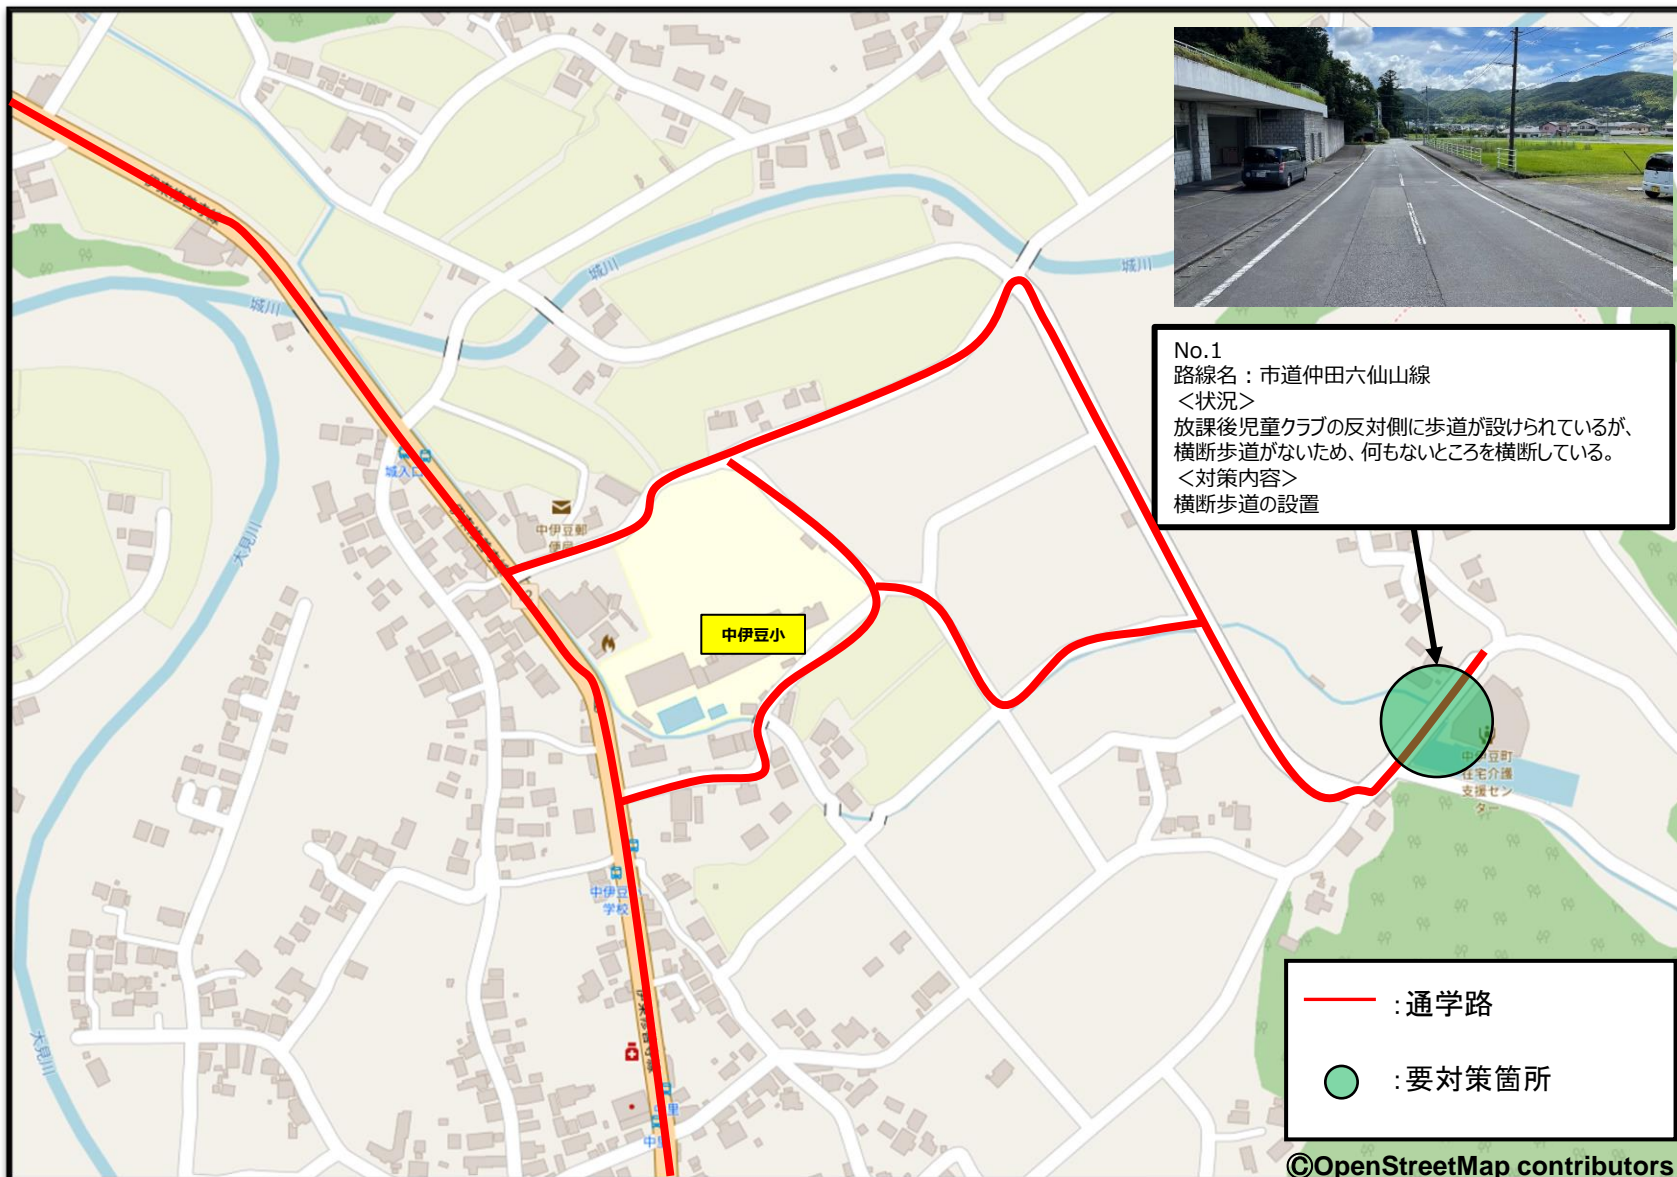 No.1
路線名：市道仲田六仙山線
＜状況＞
放課後児童クラブの反対側に歩道が設けられているが、
横断歩道がないため、何もないところを横断している。
＜対策内容＞
横断歩道の設置
城川
城川
城川
大見川
大見川
城入口
中伊豆郵
中伊豆小
中伊豆
学校
中伊豆町
在宅介護
支援セン
ター
中里
：通学路
：要対策箇所
©OpenStreetMap contributors